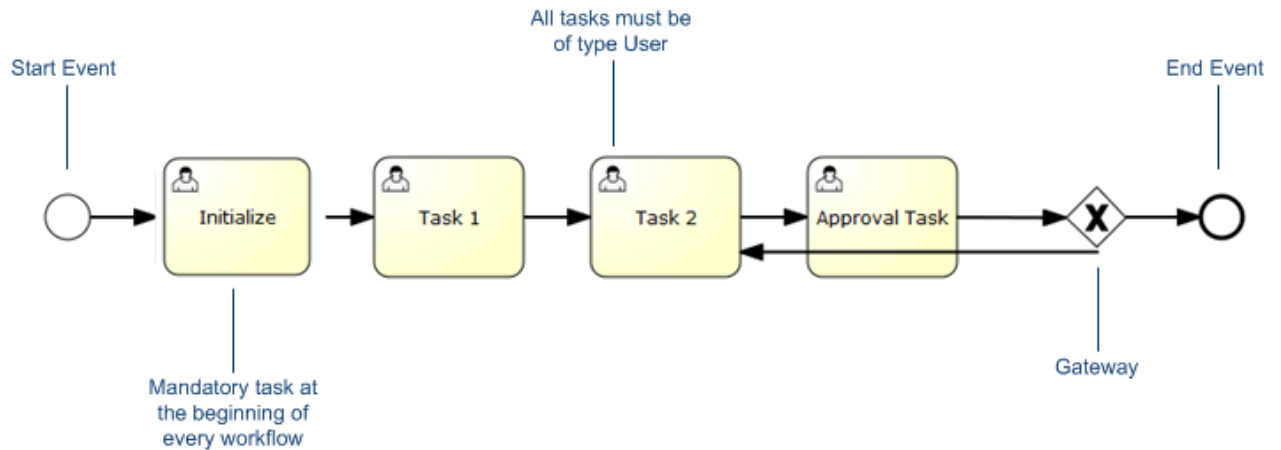 All tasks must be
of type User
Start Event
End Event
Initialize
Task 1
Task 2
Approval Task
X
Gateway
Mandatory task at
the beginning of
every workflow